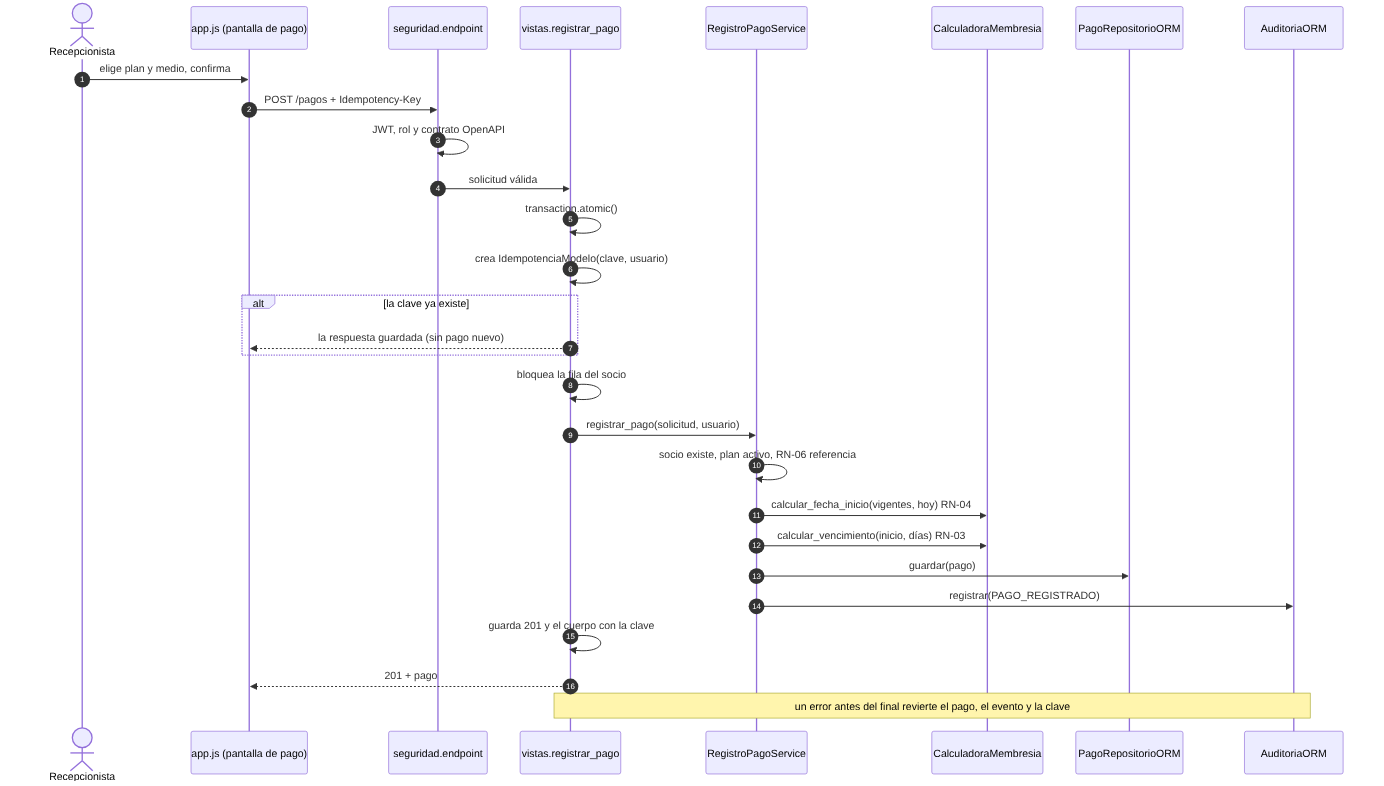 Recepcionista
app.js (pantalla de pago)
seguridad.endpoint
vistas.registrar_pago
RegistroPagoService
CalculadoraMembresia
PagoRepositorioORM
AuditoriaORM
1 elige plan y medio, confirma
2 POST /pagos + Idempotency-Key
3 JWT, rol y contrato OpenAPI
4 solicitud válida
5 transaction.atomic()
6 crea IdempotenciaModelo(clave, usuario)
alt [la clave ya existe]
7 la respuesta guardada (sin pago nuevo)
8 bloquea la fila del socio
9 registrar_pago(solicitud, usuario)
10 socio existe, plan activo, RN-06 referencia
11 calcular_fecha_inicio(vigentes, hoy) RN-04
12 calcular_vencimiento(inicio, días) RN-03
13 guardar(pago)
14 registrar(PAGO_REGISTRADO)
15 guarda 201 y el cuerpo con la clave
16 201 + pago
un error antes del final revierte el pago, el evento y la clave
Recepcionista
app.js (pantalla de pago)
seguridad.endpoint
vistas.registrar_pago
RegistroPagoService
CalculadoraMembresia
PagoRepositorioORM
AuditoriaORM